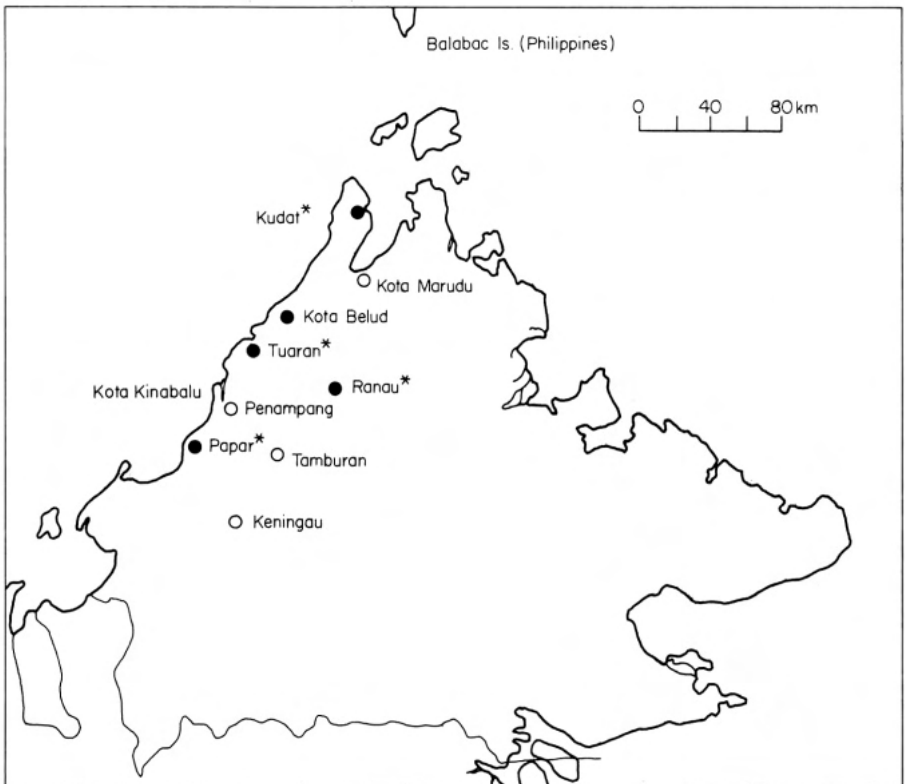 Balabac Is. (Philippines)
0 40 80 km
Kudat*
Kota Marudu
Kota Belud
Tuaran*
Ranau*
Kota Kinabalu
Penampang
Papar*
Tamburan
Keningau